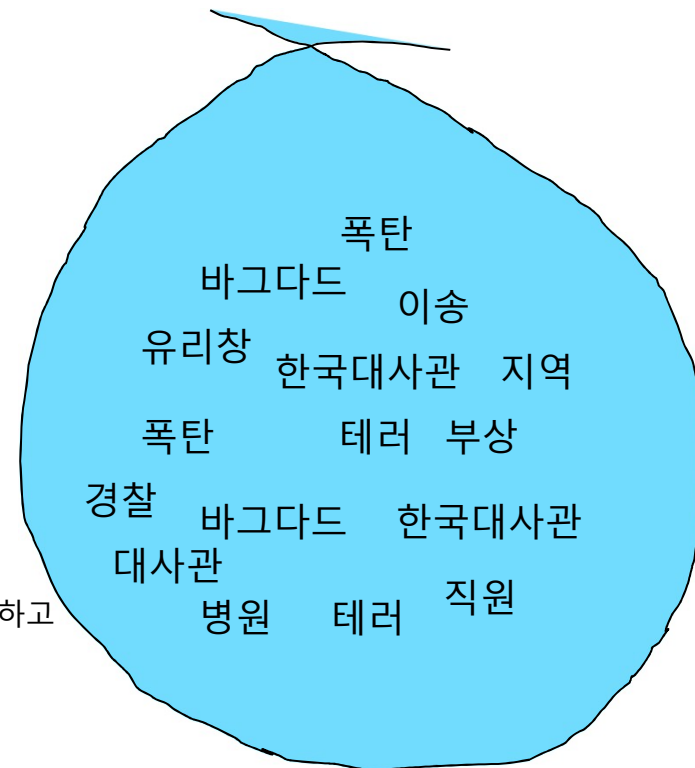 폭탄
바그다드
이송
유리창
한국대사관 지역
폭탄 테러 부상
경찰
바그다드 한국대사관
대사관
직원
병원 테러
하고